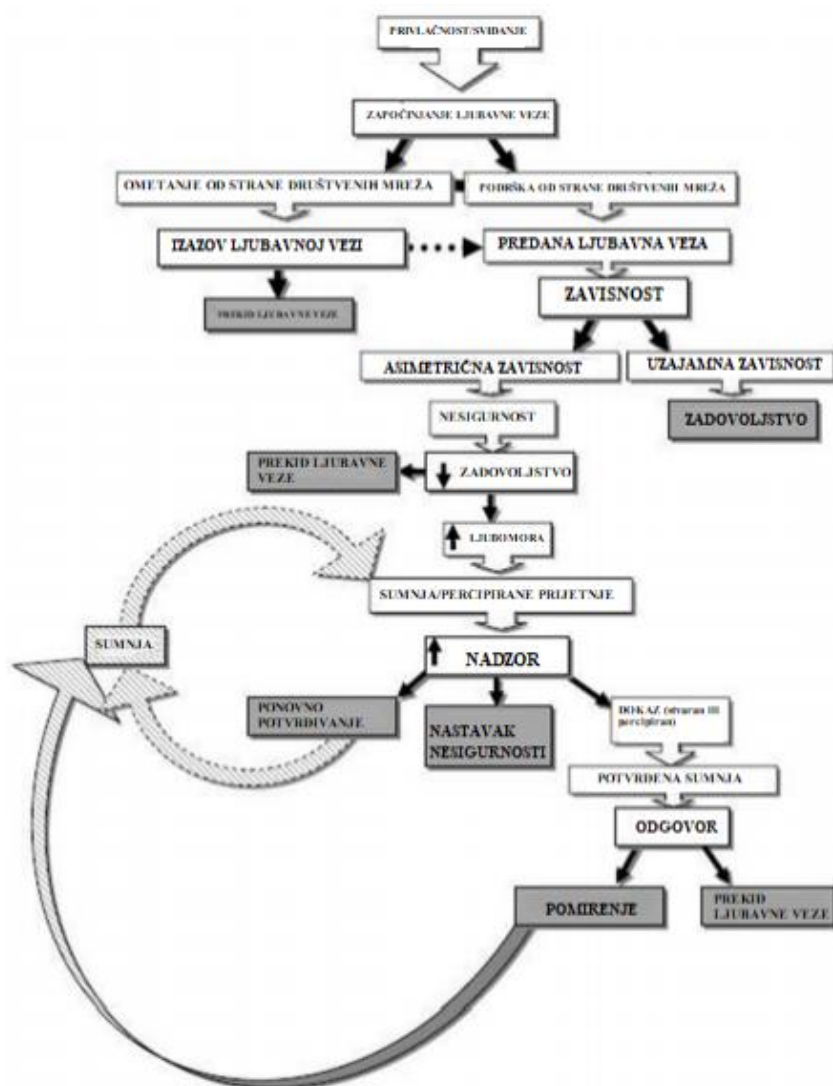 PRIVLAČNOST/SVIĐANJE
ZAPOČINJANJE LJUBAVNE VEZE
OMETANJE OD STRANE DRUŠTVENIH MREŽA
PODRŠKA OD STRANE DRUŠTVENIH MREŽA
IZAZOV LJUBAVNOJ VEZI
PREDANA LJUBAVNA VEZA
PREKID LJUBAVNE VEZE
ZAVISNOST
ASIMETRIČNA ZAVISNOST
UZAJAMNA ZAVISNOST
NESIGURNOST
ZADOVOLJSTVO
PREKID LJUBAVNE
VEZE
ZADOVOLJSTVO
LJUBOMORA
SUMNJA/PERCIPIRANE PRIJETNJE
SUMNJA
NADZOR
PONOVNO
POTVRĐIVANJE
NASTAVAK
NESIGURNOSTI
DOKAZ (stvaran ili
percipiran)
POTVRĐENA SUMNJA
ODGOVOR
POMIRENJE
PREKID
LJUBAVNE VEZE